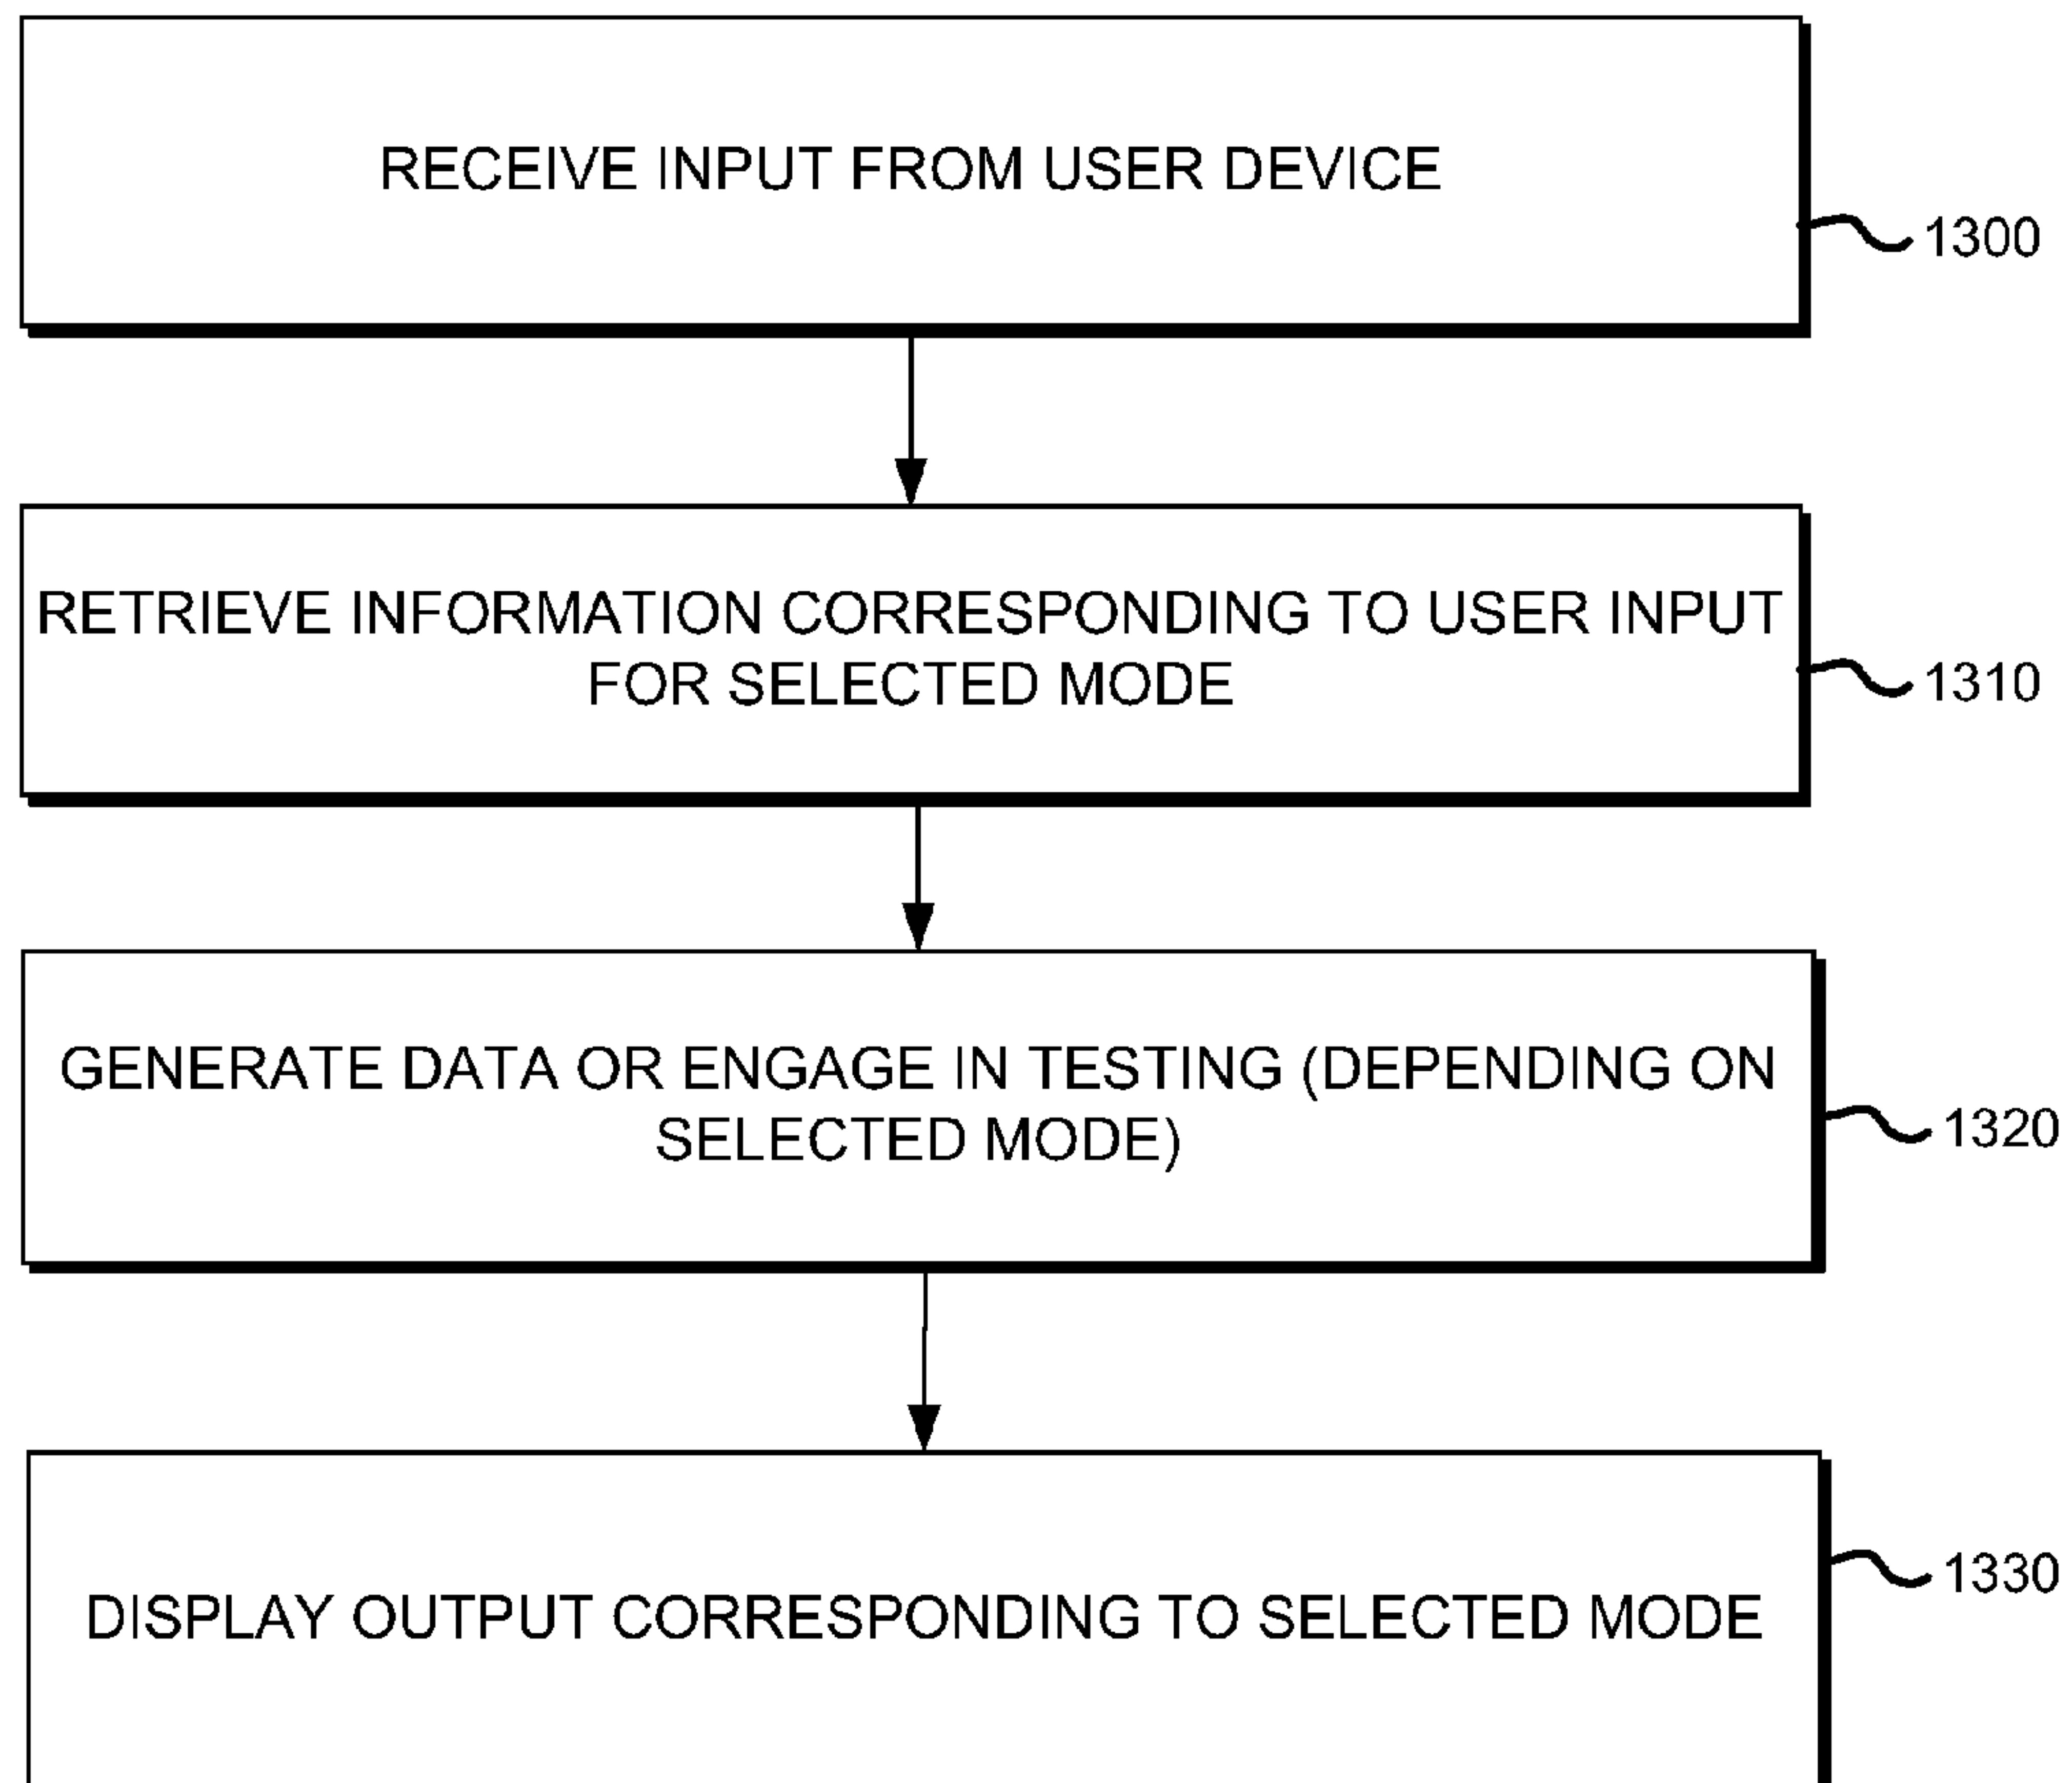 RECEIVE INPUT FROM USER DEVICE
1300
RETRIEVE INFORMATION CORRESPONDING TO USER INPUT
FOR SELECTED MODE
1310
GENERATE DATA OR ENGAGE IN TESTING (DEPENDING ON
SELECTED MODE)
1320
DISPLAY OUTPUT CORRESPONDING TO SELECTED MODE
1330